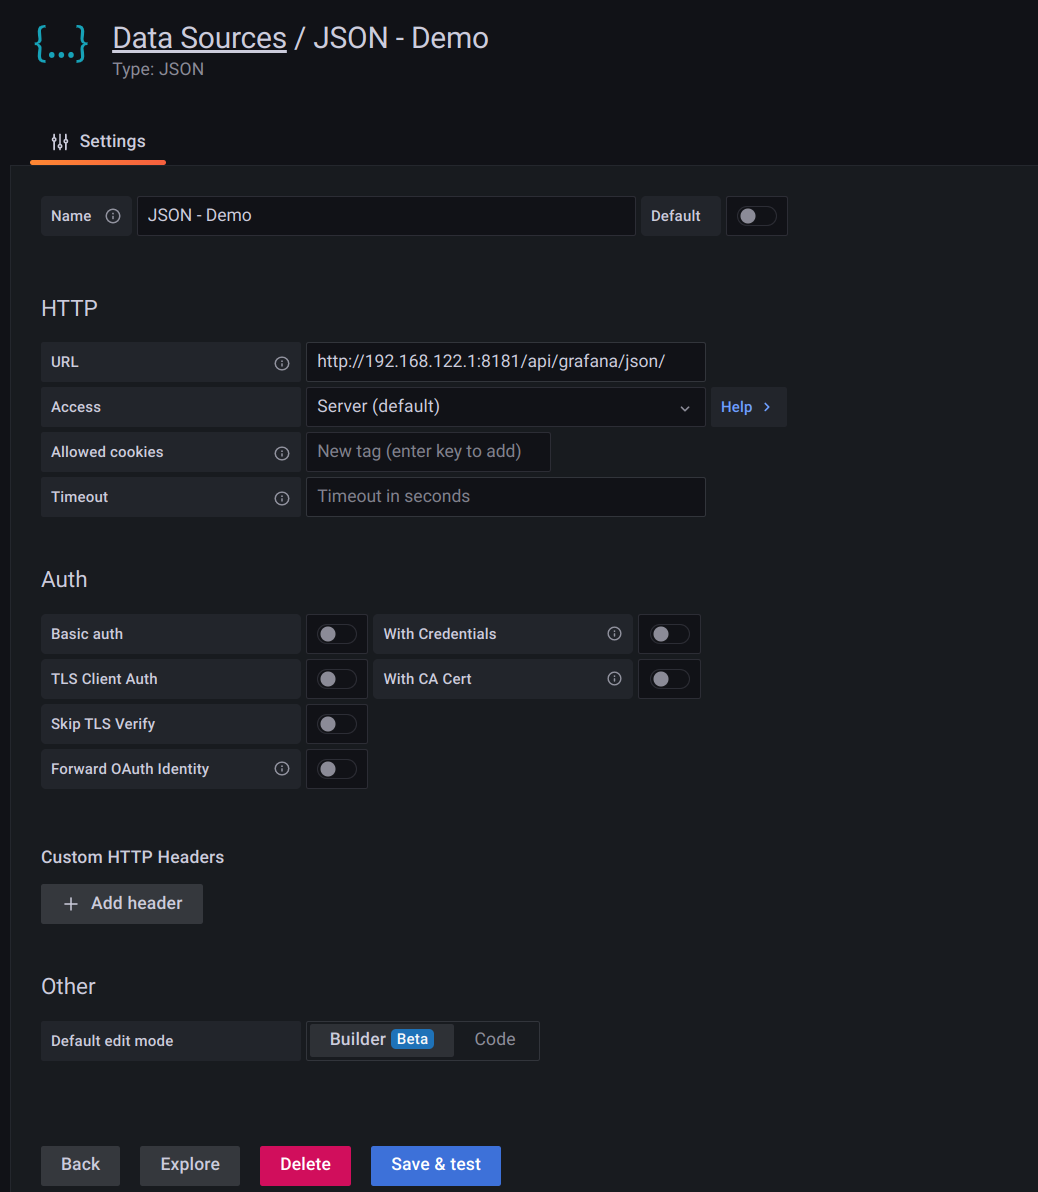 {...} Data Sources / JSON - Demo
Type: JSON
Settings
Name JSON - Demo Default
HTTP
URL http://192.168.122.1:8181/api/grafana/json/
Access Server (default) Help
Allowed cookies New tag (enter key to add)
Timeout Timeout in seconds
Auth
Basic auth With Credentials
TLS Client Auth With CA Cert
Skip TLS Verify
Forward OAuth Identity
Custom HTTP Headers
+ Add header
Other
Default edit mode Builder Beta Code
Back Explore Delete Save & test